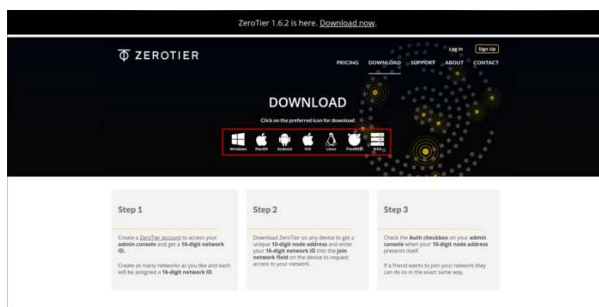 ZeroTier 1.6.2 is here. Download now.
ZEROTIER
Log In
Sign Up
PRICING
DOWNLOAD
SUPPORT
ABOUT
CONTACT
DOWNLOAD
Click on the preferred icon for download
Windows
MacOS
Android
iOS
Linux
FreeBSD
NAS
Step 1
Create a ZeroTier account to access your
admin console and get a 16-digit network
ID.
Create as many networks as you like and each
will be assigned a 16-digit network ID.
Step 2
Download ZeroTier on any device to get a
unique 10-digit node address and enter
your 16-digit network ID into the join
network field on the device to request
access to your network.
Step 3
Check the Auth checkbox on your admin
console when your 10-digit node address
presents itself.
If a friend wants to join your network they
can do so in the exact same way.